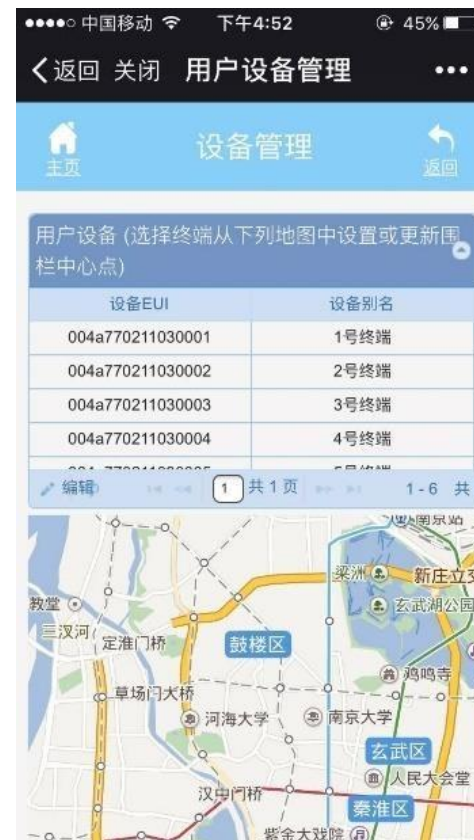 中国移动 下午4:52 45%
返回 关闭 用户设备管理
主页 设备管理 返回
用户设备 (选择终端从下列地图中设置或更新围
栏中心点)
设备EUI 设备别名
004a770211030001 1号终端
004a770211030002 2号终端
004a770211030003 3号终端
004a770211030004 4号终端
编辑 1 共 1 页 1 - 6 共
南京站
梁洲 新庄立交
教堂 玄武湖公园
三汊河 定淮门桥 鼓楼区
鸡鸣寺
草场门大桥
河海大学 南京大学
玄武区
人民大会堂
汉中门桥 秦淮区
紫金大戏院